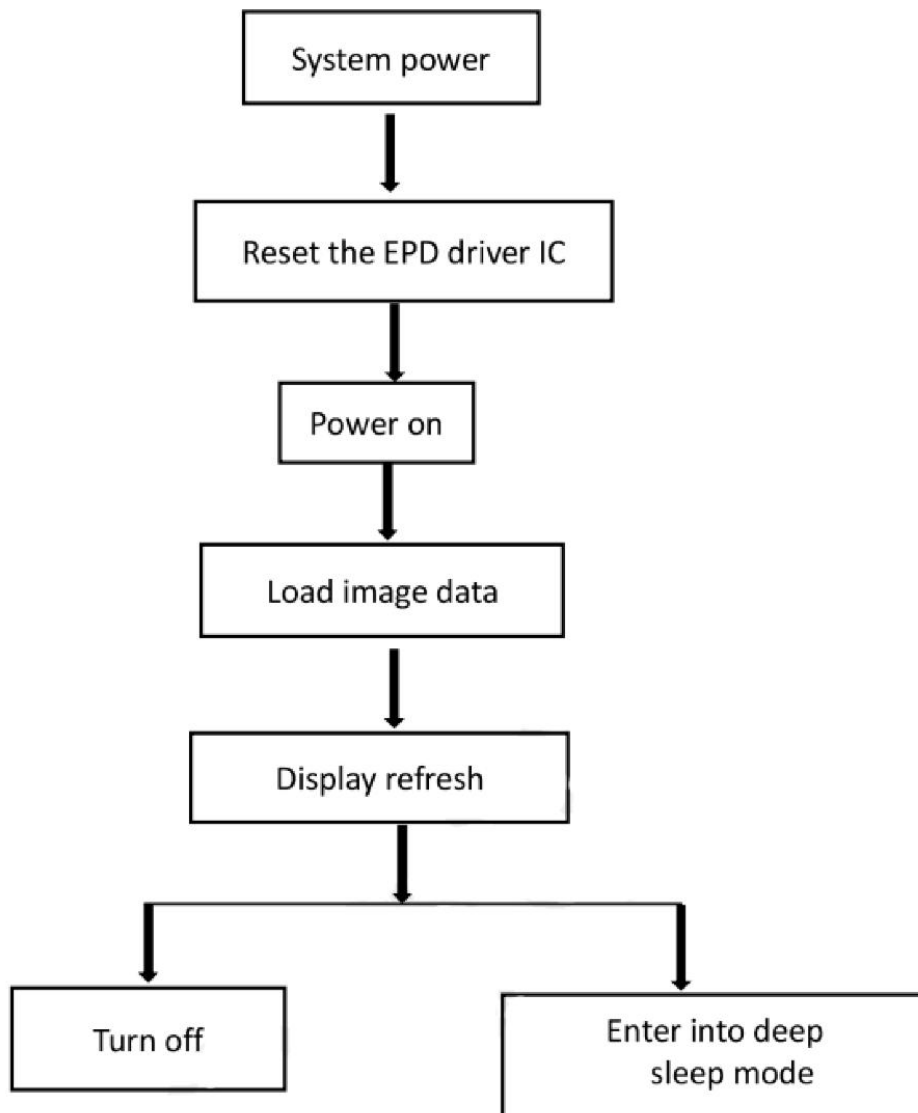 System power
Reset the EPD driver IC
Power on
Load image data
Display refresh
Turn off
Enter into deep
sleep mode